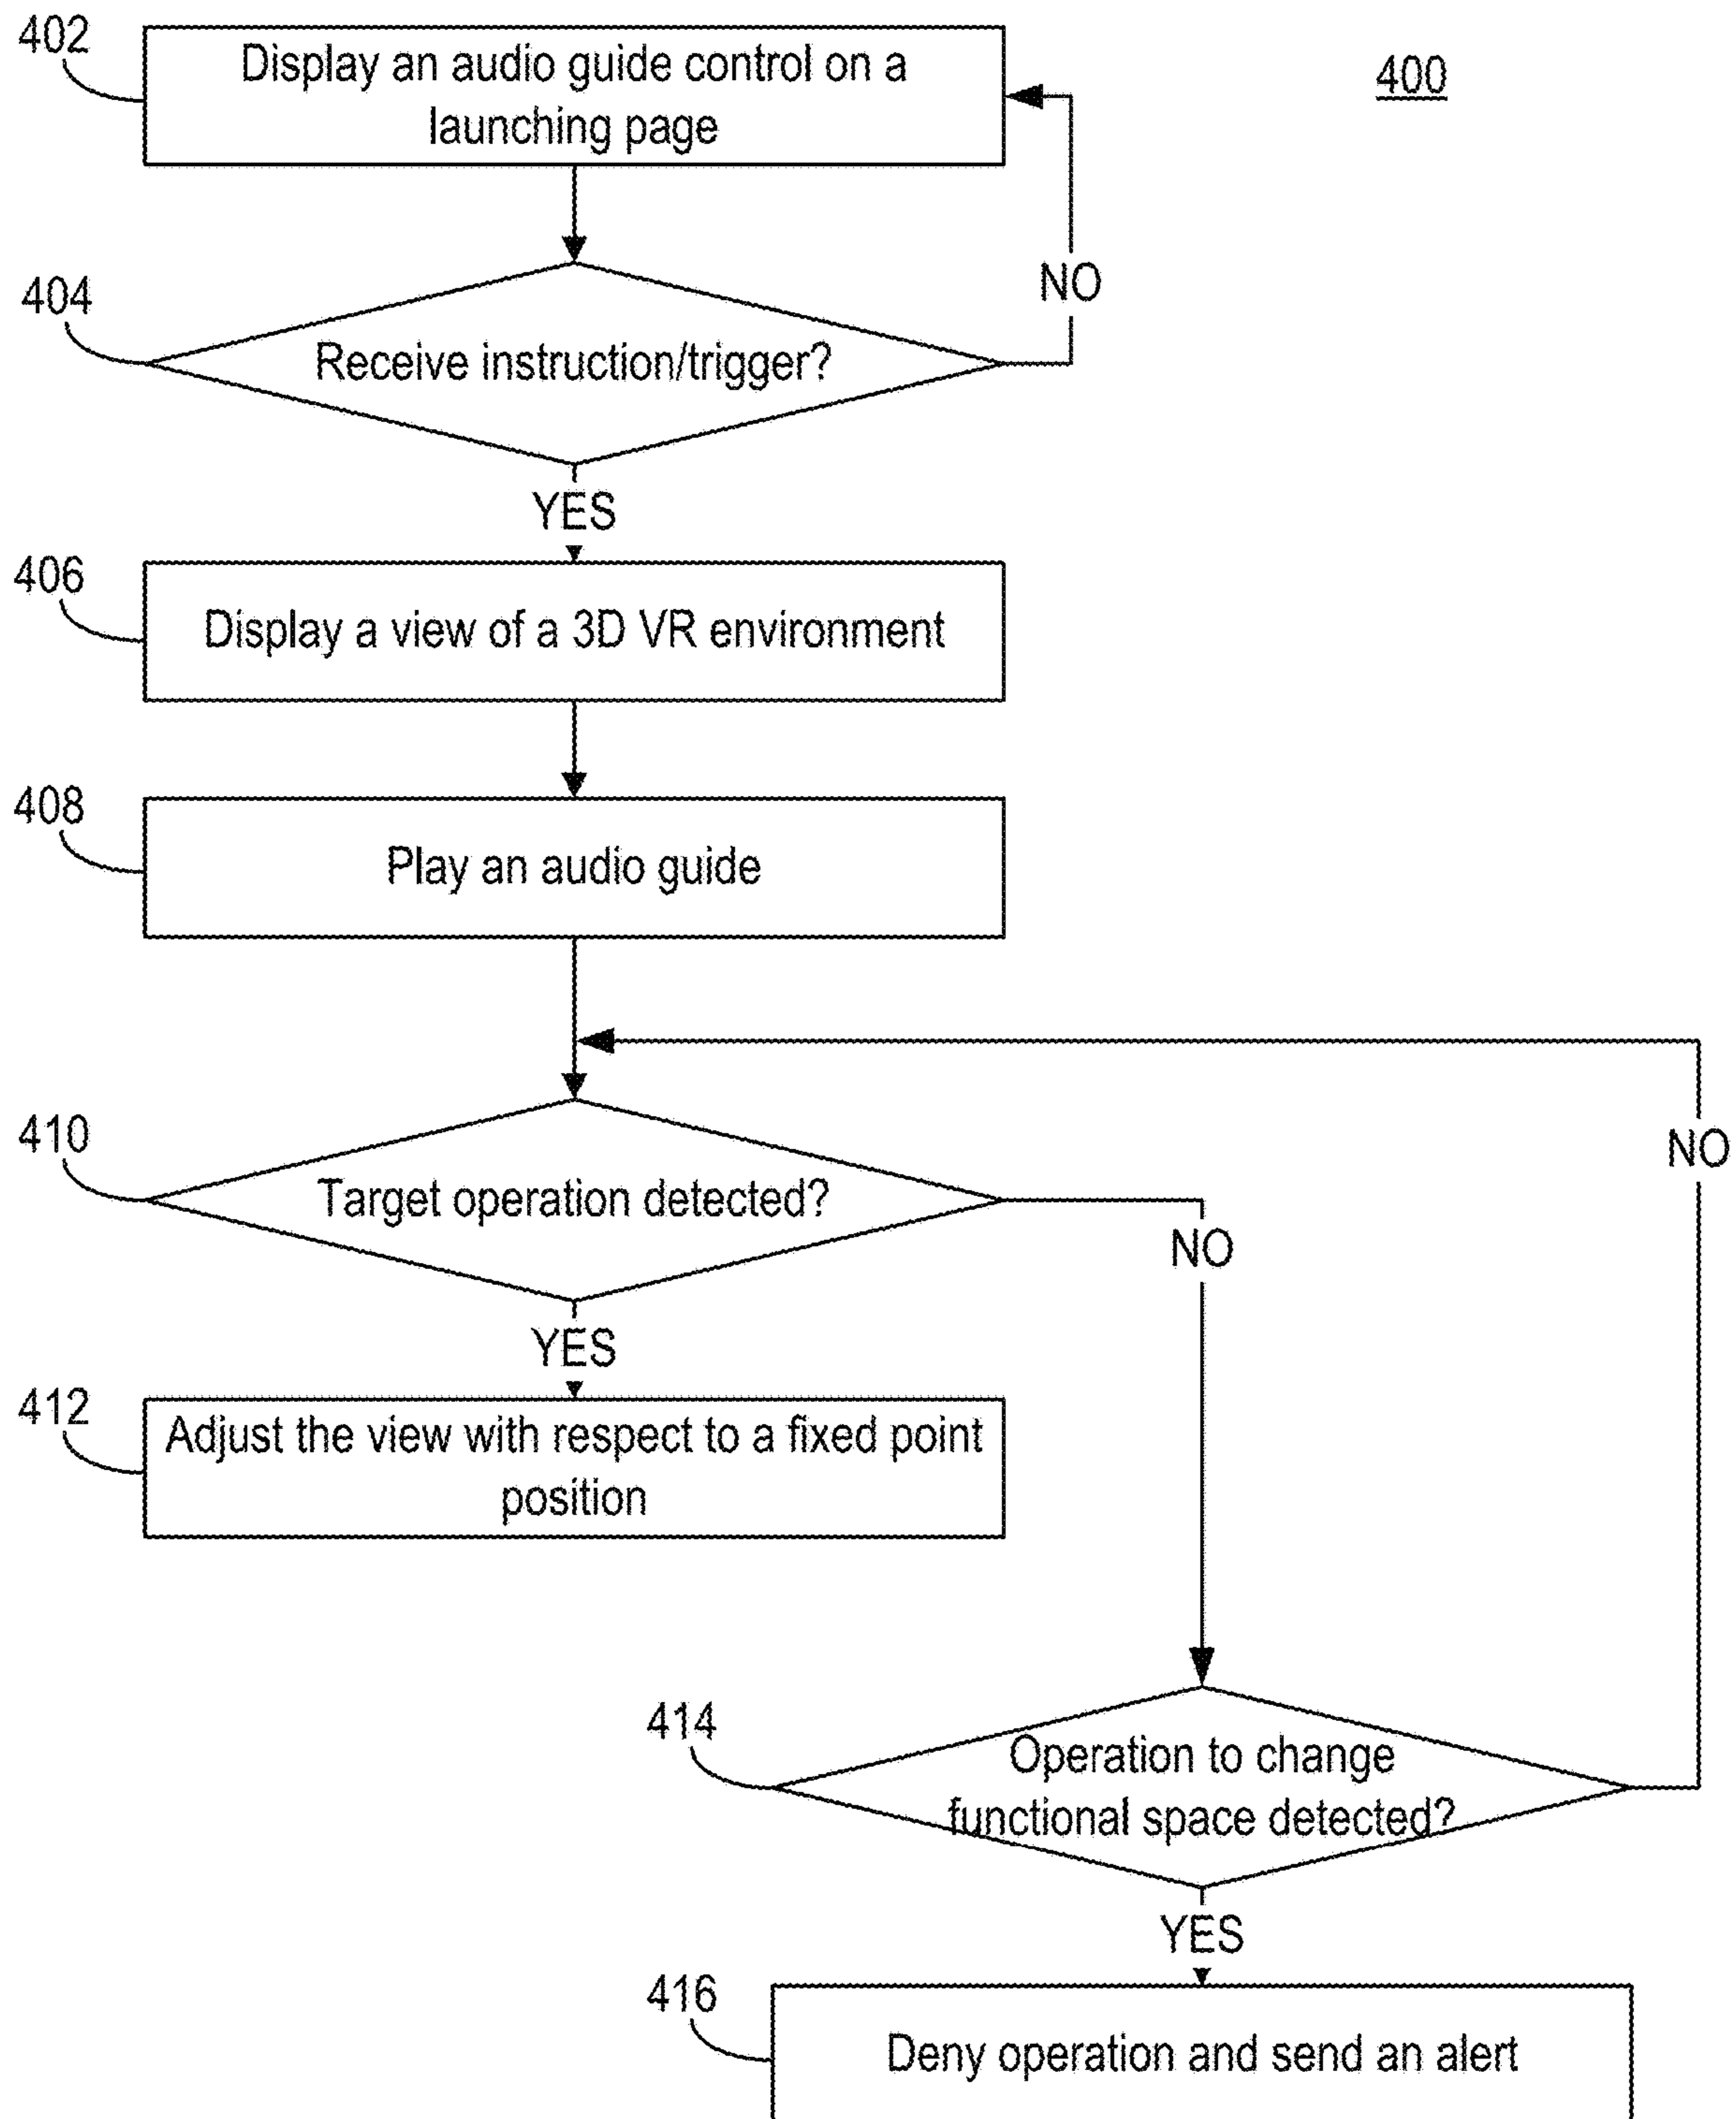 402
Display an audio guide control on a
launching page
400
404
Receive instruction/trigger?
NO
YES
406
Display a view of a 3D VR environment
408
Play an audio guide
410
Target operation detected?
NO
NO
YES
412
Adjust the view with respect to a fixed point
position
414
Operation to change
functional space detected?
YES
416
Deny operation and send an alert